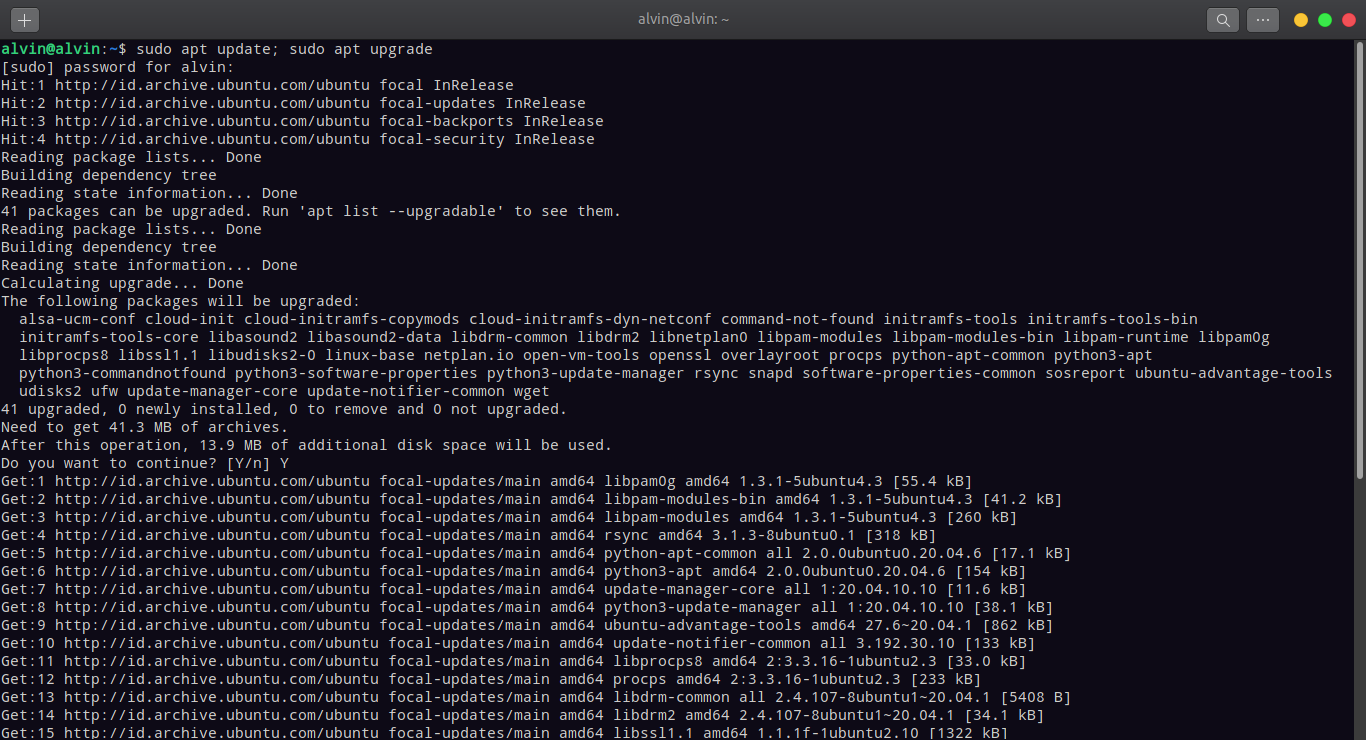 alvin@alvin: ~
alvin@alvin:~$ sudo apt update; sudo apt upgrade
[sudo] password for alvin:
Hit:1 http://id.archive.ubuntu.com/ubuntu focal InRelease
Hit:2 http://id.archive.ubuntu.com/ubuntu focal-updates InRelease
Hit:3 http://id.archive.ubuntu.com/ubuntu focal-backports InRelease
Hit:4 http://id.archive.ubuntu.com/ubuntu focal-security InRelease
Reading package lists... Done
Building dependency tree
Reading state information... Done
41 packages can be upgraded. Run 'apt list --upgradable' to see them.
Reading package lists... Done
Building dependency tree
Reading state information... Done
Calculating upgrade... Done
The following packages will be upgraded:
  alsa-ucm-conf cloud-init cloud-initramfs-copymods cloud-initramfs-dyn-netconf command-not-found initramfs-tools initramfs-tools-bin
  initramfs-tools-core libasound2 libasound2-data libdrm-common libdrm2 libnetplan0 libpam-modules libpam-modules-bin libpam-runtime libpam0g
  libprocps8 libssl1.1 libudisks2-0 linux-base netplan.io open-vm-tools openssl overlayroot procps python-apt-common python3-apt
  python3-commandnotfound python3-software-properties python3-update-manager rsync snapd software-properties-common sosreport ubuntu-advantage-tools
  udisks2 ufw update-manager-core update-notifier-common wget
41 upgraded, 0 newly installed, 0 to remove and 0 not upgraded.
Need to get 41.3 MB of archives.
After this operation, 13.9 MB of additional disk space will be used.
Do you want to continue? [Y/n] Y
Get:1 http://id.archive.ubuntu.com/ubuntu focal-updates/main amd64 libpam0g amd64 1.3.1-5ubuntu4.3 [55.4 kB]
Get:2 http://id.archive.ubuntu.com/ubuntu focal-updates/main amd64 libpam-modules-bin amd64 1.3.1-5ubuntu4.3 [41.2 kB]
Get:3 http://id.archive.ubuntu.com/ubuntu focal-updates/main amd64 libpam-modules amd64 1.3.1-5ubuntu4.3 [260 kB]
Get:4 http://id.archive.ubuntu.com/ubuntu focal-updates/main amd64 rsync amd64 3.1.3-8ubuntu0.1 [318 kB]
Get:5 http://id.archive.ubuntu.com/ubuntu focal-updates/main amd64 python-apt-common all 2.0.0ubuntu0.20.04.6 [17.1 kB]
Get:6 http://id.archive.ubuntu.com/ubuntu focal-updates/main amd64 python3-apt amd64 2.0.0ubuntu0.20.04.6 [154 kB]
Get:7 http://id.archive.ubuntu.com/ubuntu focal-updates/main amd64 update-manager-core all 1:20.04.10.10 [11.6 kB]
Get:8 http://id.archive.ubuntu.com/ubuntu focal-updates/main amd64 python3-update-manager all 1:20.04.10.10 [38.1 kB]
Get:9 http://id.archive.ubuntu.com/ubuntu focal-updates/main amd64 ubuntu-advantage-tools amd64 27.6~20.04.1 [862 kB]
Get:10 http://id.archive.ubuntu.com/ubuntu focal-updates/main amd64 update-notifier-common all 3.192.30.10 [133 kB]
Get:11 http://id.archive.ubuntu.com/ubuntu focal-updates/main amd64 libprocps8 amd64 2:3.3.16-1ubuntu2.3 [33.0 kB]
Get:12 http://id.archive.ubuntu.com/ubuntu focal-updates/main amd64 procps amd64 2:3.3.16-1ubuntu2.3 [233 kB]
Get:13 http://id.archive.ubuntu.com/ubuntu focal-updates/main amd64 libdrm-common all 2.4.107-8ubuntu1~20.04.1 [5408 B]
Get:14 http://id.archive.ubuntu.com/ubuntu focal-updates/main amd64 libdrm2 amd64 2.4.107-8ubuntu1~20.04.1 [34.1 kB]
Get:15 http://id.archive.ubuntu.com/ubuntu focal-updates/main amd64 libssl1.1 amd64 1.1.1f-1ubuntu2.10 [1322 kB]